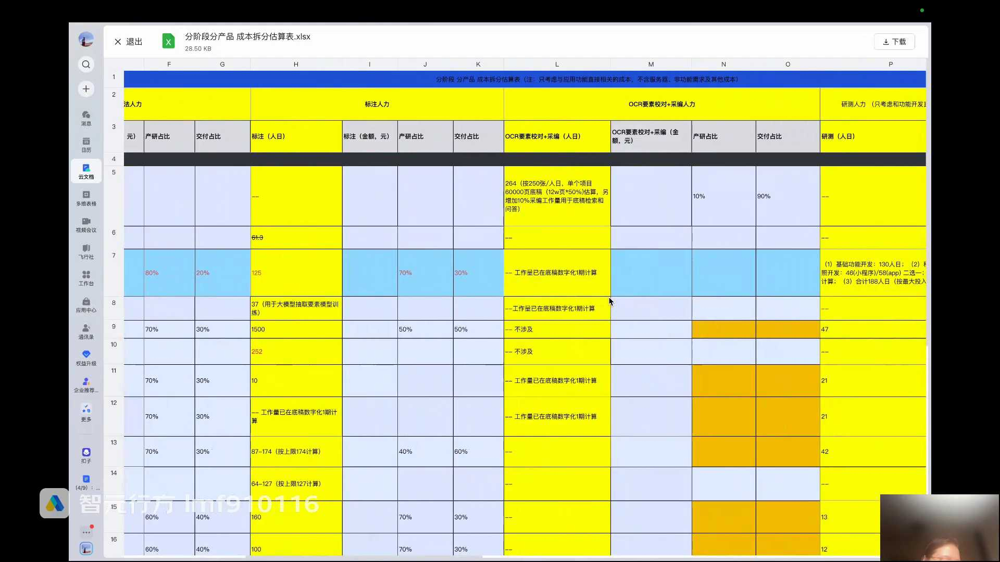 退出
分阶段分产品 成本拆分估算表.xlsx
28.50 KB
下载
F G H I J K L M N O P
1 分阶段 分产品 成本拆分估算表（注：只考虑与应用功能直接相关的成本，不含服务器、非功能需求及其他成本）
2 法人力 标注人力 OCR要素校对+采编人力 研测人力 （只考虑和功能开发
3 元） 产研占比 交付占比 标注（人日） 标注（金额，元） 产研占比 交付占比 OCR要素校对+采编（人日） OCR要素校对+采编（金
额，元） 产研占比 交付占比 研测（人日）
4
5 -- 264（按250张/人日，单个项目
60000页底稿（12w页*50%)估算，另
增加10%采编工作量用于底稿检索和
问答） 10% 90% --
6 61.3 -- --
7 80% 20% 125 70% 30% -- 工作量已在底稿数字化1期计算 （1）基础功能开发：130人日；（2）
照开发：46(小程序)/58(app) 二选一；
计算；（3）合计188人日（按最大投入
8 37（用于大模型抽取要素模型训
练） --工作量已在底稿数字化1期计算 --
9 70% 30% 1500 50% 50% -- 不涉及 47
10 252 -- 不涉及 --
11 70% 30% 10 -- 工作量已在底稿数字化1期计算 21
12 70% 30% -- 工作量已在底稿数字化1期计
算 -- 工作量已在底稿数字化1期计算 21
13 70% 30% 87-174（按上限174计算） 40% 60% -- 42
14 64-127（按上限127计算） -- --
15 60% 40% 160 70% 30% -- 13
16 60% 40% 100 70% 30% -- 12
消息
日历
云文档
多维表格
视频会议
飞行社
工作台
应用中心
通讯录
权益升级
企业推荐...
更多
扣子
(4/9)：...
智元行方 lmf910116